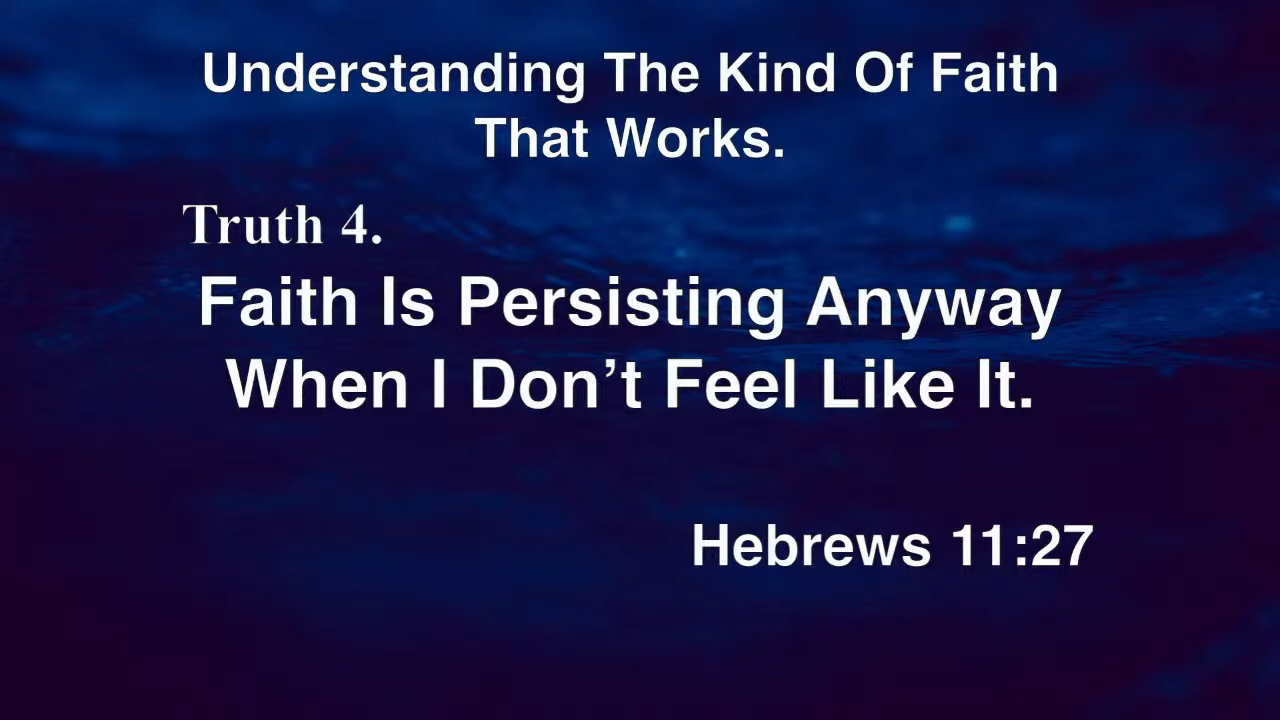 Understanding The Kind Of Faith
That Works.
Truth 4.
Faith Is Persisting Anyway
When I Don’t Feel Like It.
Hebrews 11:27